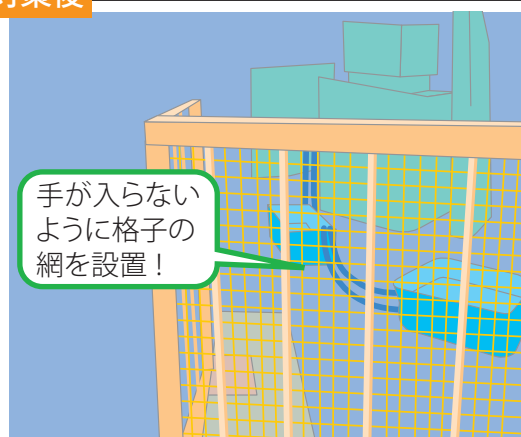 対策後
手が入らない
ように格子の
網を設置！